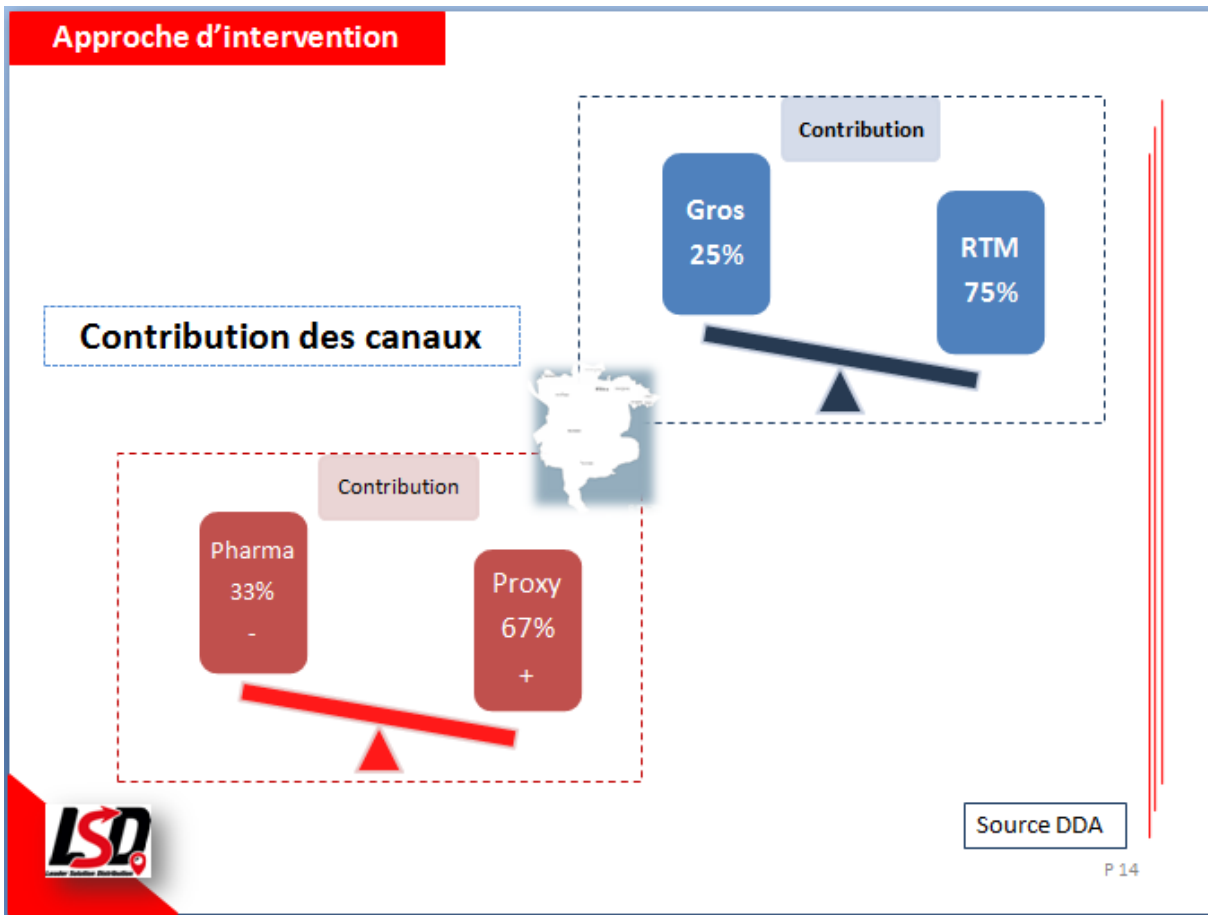 Approche d’intervention
Contribution
Gros
25%
RTM
75%
Contribution des canaux
Contribution
Pharma
33%
-
Proxy
67%
+
LSD
Leader Solution Distribution
Source DDA
P 14